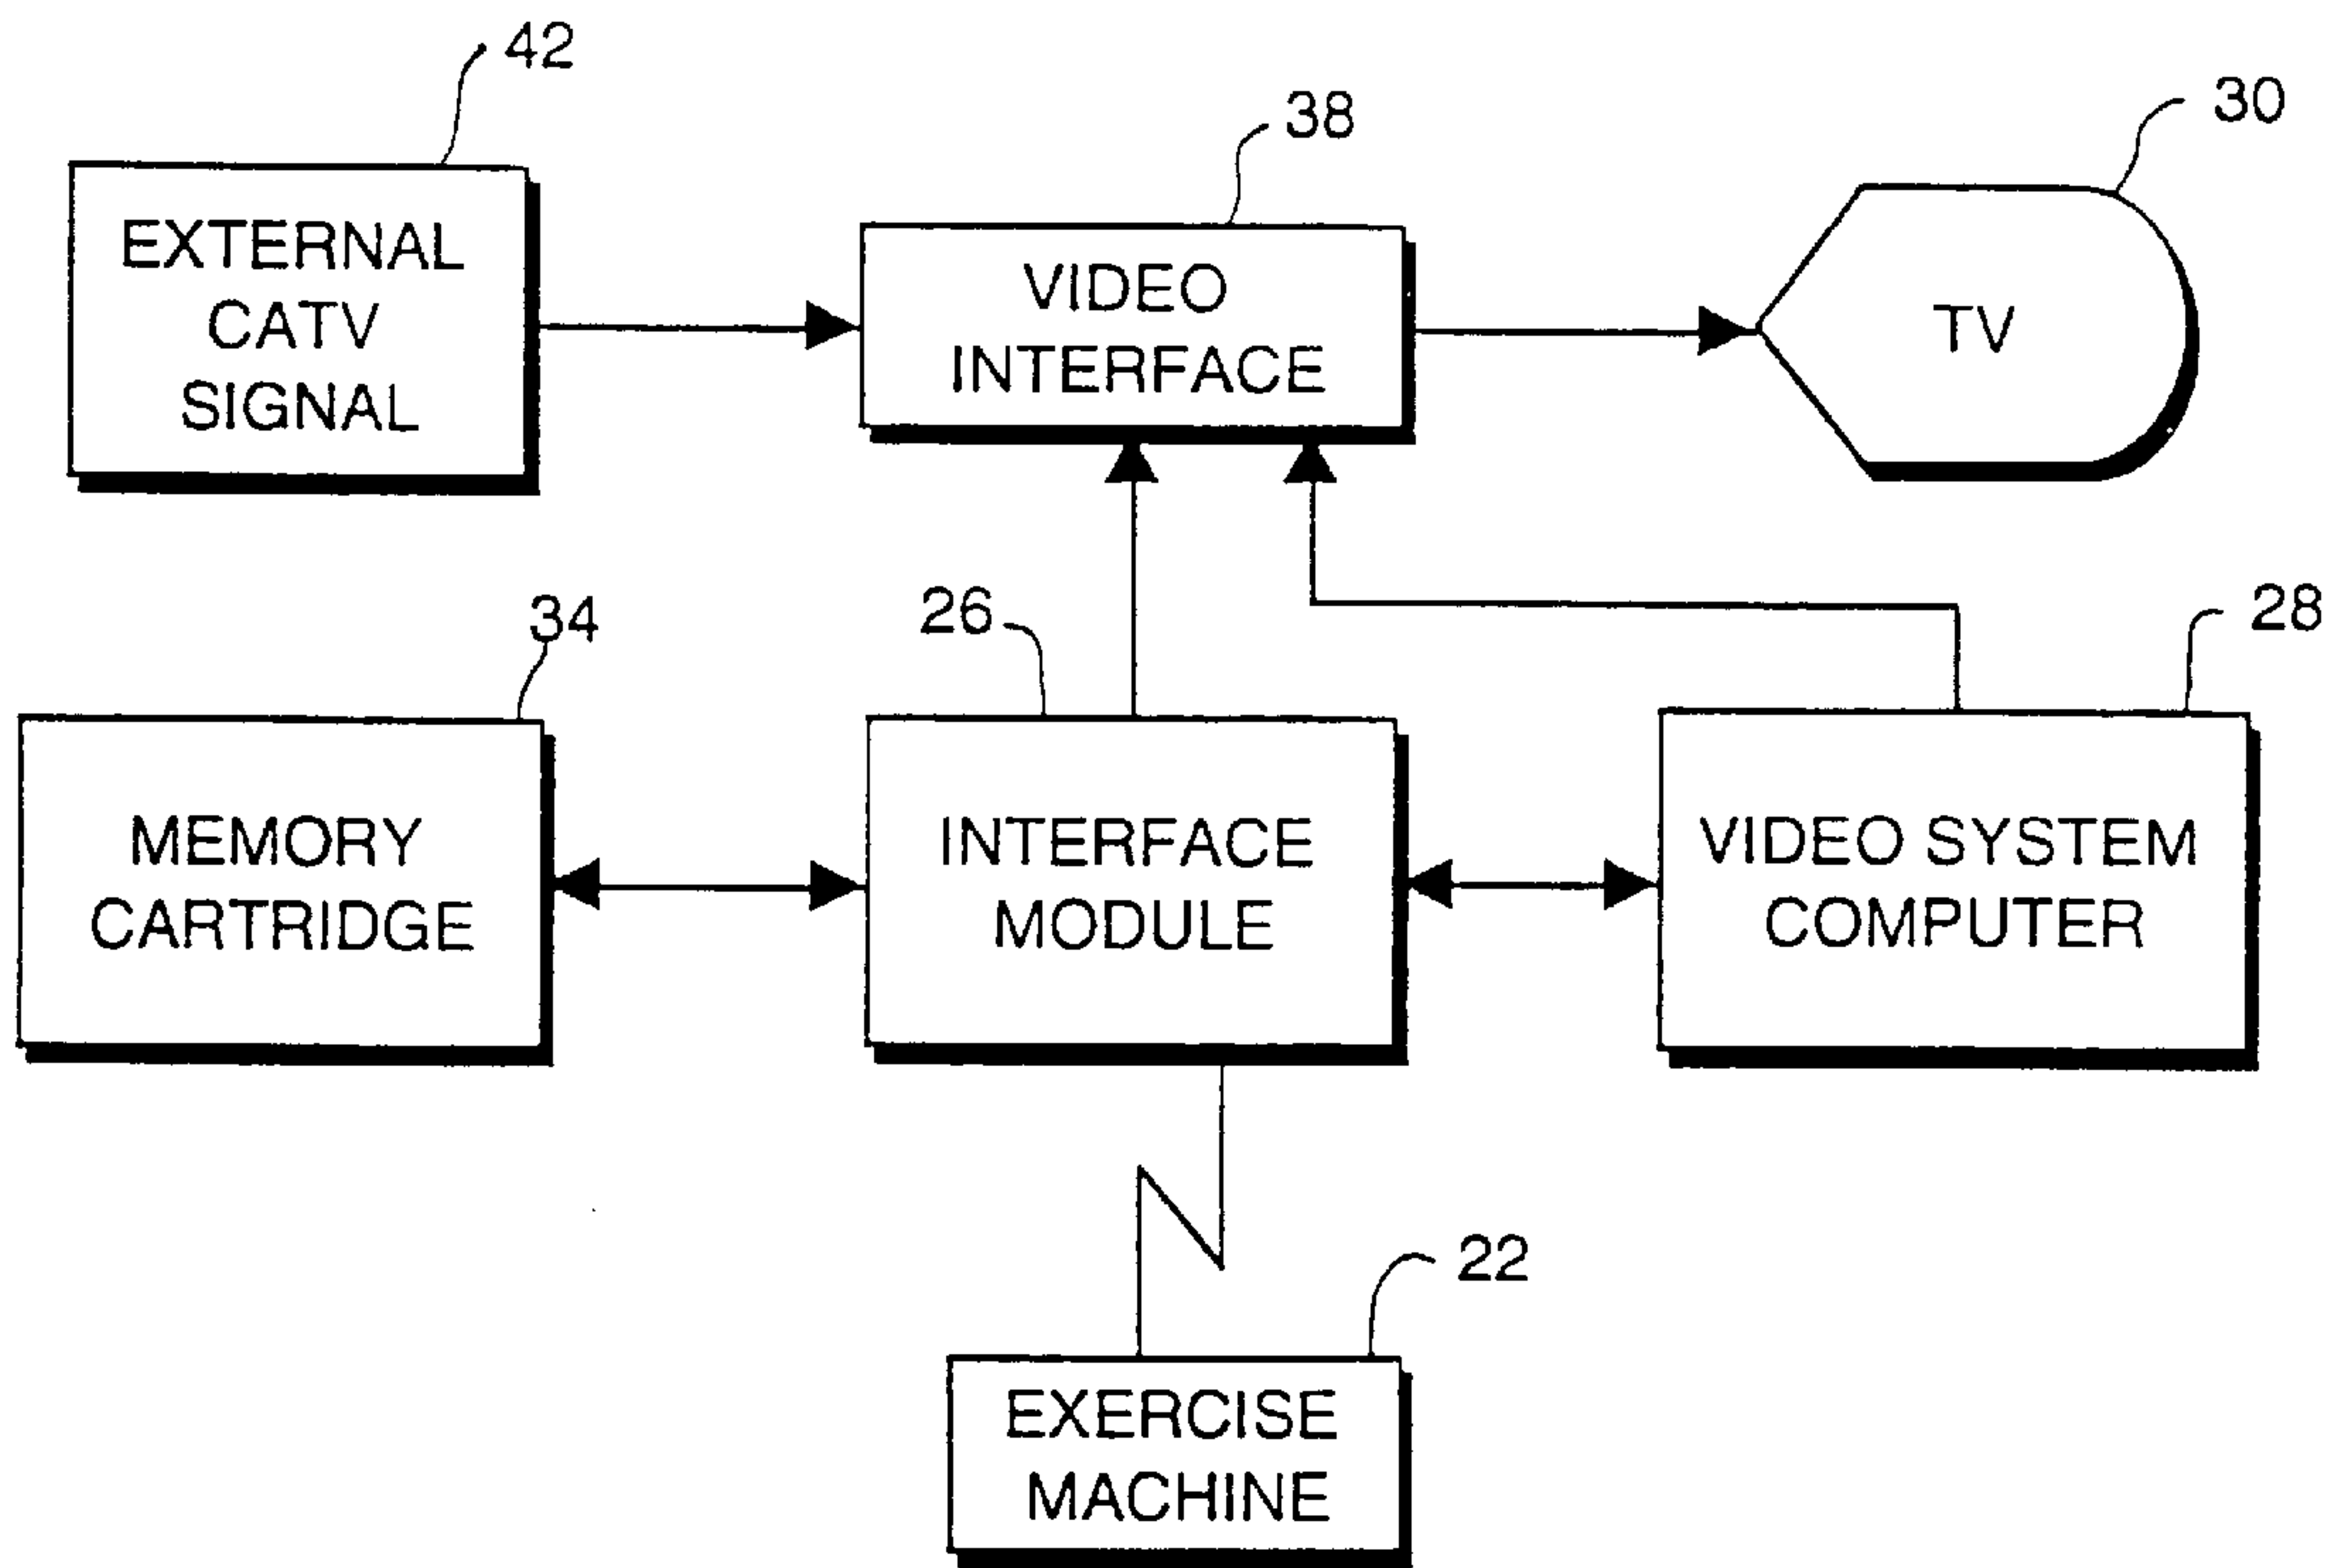 42
38
30
EXTERNAL
CATV
SIGNAL
VIDEO
INTERFACE
TV
34
26
28
MEMORY
CARTRIDGE
INTERFACE
MODULE
VIDEO SYSTEM
COMPUTER
22
EXERCISE
MACHINE